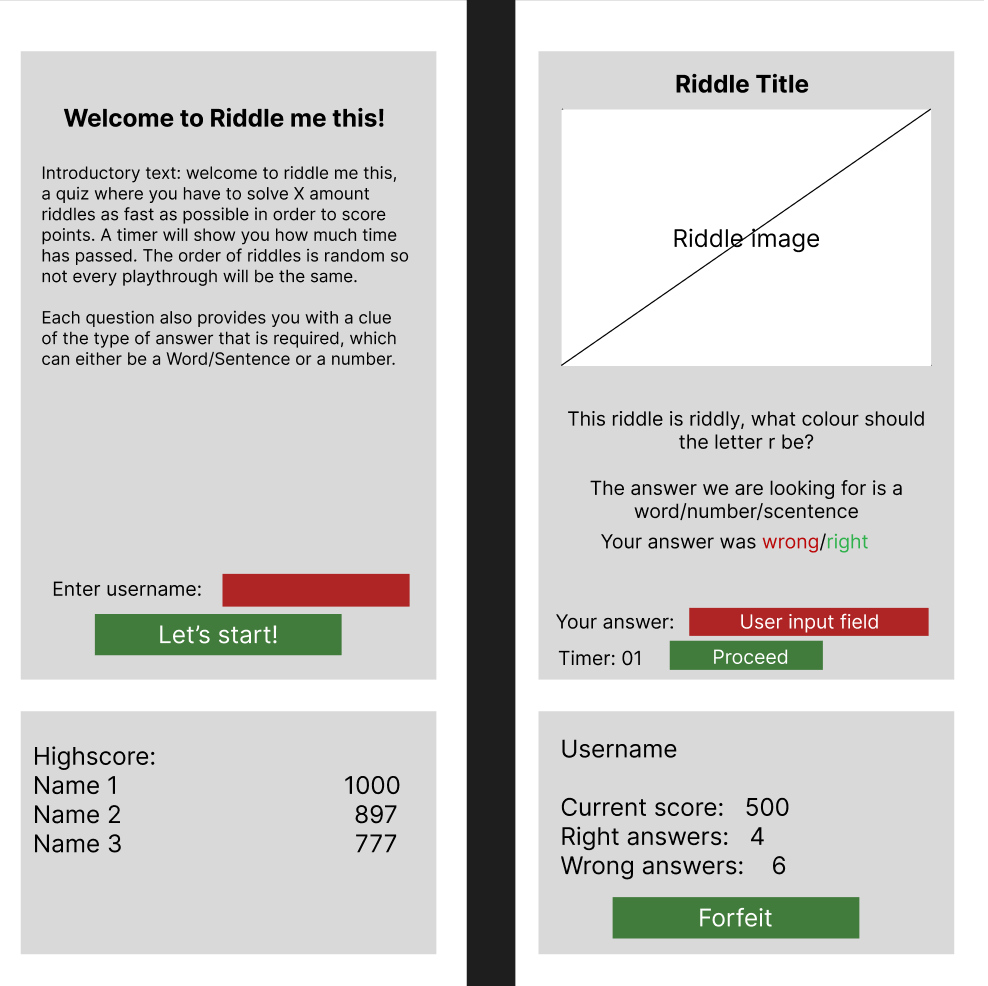 Welcome to Riddle me this!
Introductory text: welcome to riddle me this,
a quiz where you have to solve X amount
riddles as fast as possible in order to score
points. A timer will show you how much time
has passed. The order of riddles is random so
not every playthrough will be the same.
Each question also provides you with a clue
of the type of answer that is required, which
can either be a Word/Sentence or a number.
Enter username:
Let’s start!
Highscore:
Name 1 1000
Name 2 897
Name 3 777
Riddle Title
Riddle image
This riddle is riddly, what colour should
the letter r be?
The answer we are looking for is a
word/number/scentence
Your answer was wrong/right
Your answer: User input field
Timer: 01 Proceed
Username
Current score: 500
Right answers: 4
Wrong answers: 6
Forfeit